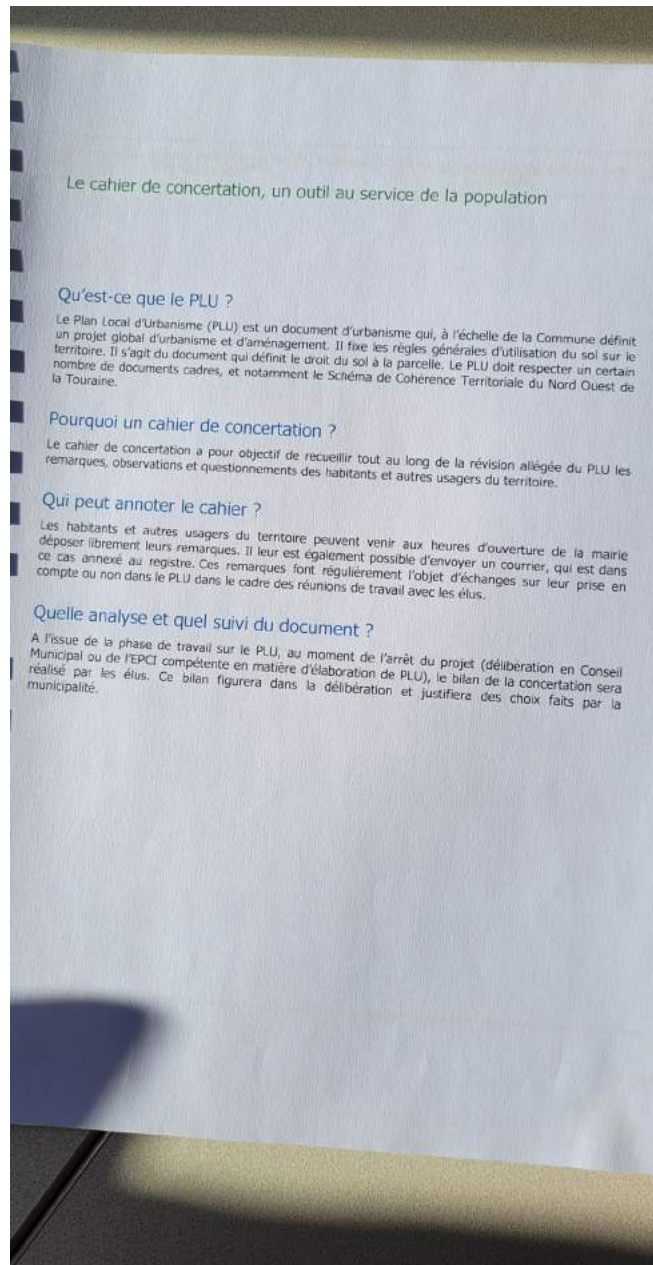 Le cahier de concertation, un outil au service de la population
Qu'est-ce que le PLU ?
Le Plan Local d'Urbanisme (PLU) est un document d'urbanisme qui, à l'échelle de la Commune définit
un projet global d'urbanisme et d'aménagement. Il fixe les règles générales d'utilisation du sol sur le
territoire. Il s'agit du document qui définit le droit du sol à la parcelle. Le PLU doit respecter un certain
nombre de documents cadres, et notamment le Schéma de Cohérence Territoriale du Nord Ouest de
la Touraine.
Pourquoi un cahier de concertation ?
Le cahier de concertation a pour objectif de recueillir tout au long de la révision allégée du PLU les
remarques, observations et questionnements des habitants et autres usagers du territoire.
Qui peut annoter le cahier ?
Les habitants et autres usagers du territoire peuvent venir aux heures d'ouverture de la mairie
déposer librement leurs remarques. Il leur est également possible d'envoyer un courrier, qui est dans
ce cas annexé au registre. Ces remarques font régulièrement l'objet d'échanges sur leur prise en
compte ou non dans le PLU dans le cadre des réunions de travail avec les élus.
Quelle analyse et quel suivi du document ?
A l'issue de la phase de travail sur le PLU, au moment de l'arrêt du projet (délibération en Conseil
Municipal ou de l'EPCI compétente en matière d'élaboration de PLU), le bilan de la concertation sera
réalisé par les élus. Ce bilan figurera dans la délibération et justifiera des choix faits par la
municipalité.